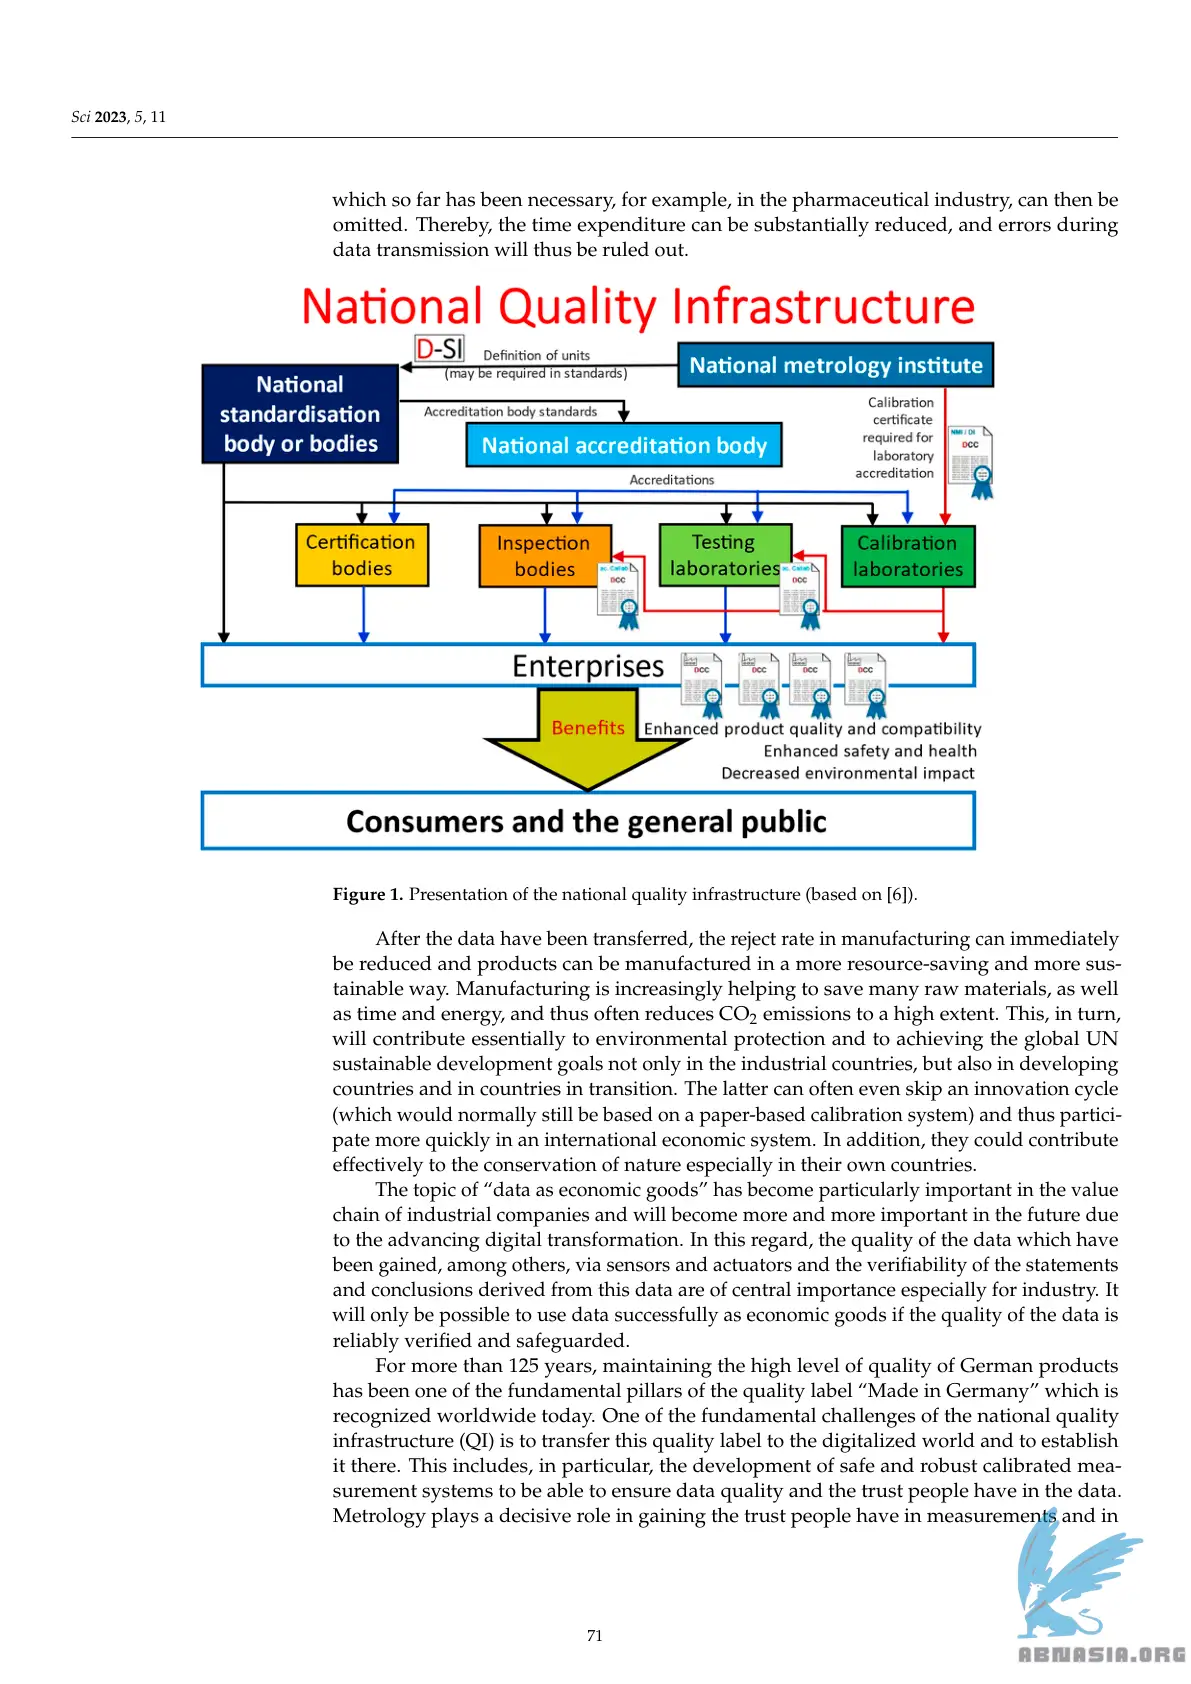 Sci 2023, 5, 11
which so far has been necessary, for example, in the pharmaceutical industry, can then be
omitted. Thereby, the time expenditure can be substantially reduced, and errors during
data transmission will thus be ruled out.
National Quality Infrastructure
D-SI
Definition of units
(may be required in standards)
National metrology institute
National
standardisation
body or bodies
Accreditation body standards
National accreditation body
Calibration
certificate
required for
laboratory
accreditation
NMI / DI
DCC
Accreditations
Certification
bodies
Inspection
bodies
Testing
laboratories
Calibration
laboratories
DCC
DCC
Enterprises
DCC
DCC
DCC
DCC
Benefits
Enhanced product quality and compatibility
Enhanced safety and health
Decreased environmental impact
Consumers and the general public
Figure 1. Presentation of the national quality infrastructure (based on [6]).
After the data have been transferred, the reject rate in manufacturing can immediately
be reduced and products can be manufactured in a more resource-saving and more sus-
tainable way. Manufacturing is increasingly helping to save many raw materials, as well
as time and energy, and thus often reduces CO2 emissions to a high extent. This, in turn,
will contribute essentially to environmental protection and to achieving the global UN
sustainable development goals not only in the industrial countries, but also in developing
countries and in countries in transition. The latter can often even skip an innovation cycle
(which would normally still be based on a paper-based calibration system) and thus partici-
pate more quickly in an international economic system. In addition, they could contribute
effectively to the conservation of nature especially in their own countries.
The topic of “data as economic goods” has become particularly important in the value
chain of industrial companies and will become more and more important in the future due
to the advancing digital transformation. In this regard, the quality of the data which have
been gained, among others, via sensors and actuators and the verifiability of the statements
and conclusions derived from this data are of central importance especially for industry. It
will only be possible to use data successfully as economic goods if the quality of the data is
reliably verified and safeguarded.
For more than 125 years, maintaining the high level of quality of German products
has been one of the fundamental pillars of the quality label “Made in Germany” which is
recognized worldwide today. One of the fundamental challenges of the national quality
infrastructure (QI) is to transfer this quality label to the digitalized world and to establish
it there. This includes, in particular, the development of safe and robust calibrated mea-
surement systems to be able to ensure data quality and the trust people have in the data.
Metrology plays a decisive role in gaining the trust people have in measurements and in
71
ABNASIA.ORG